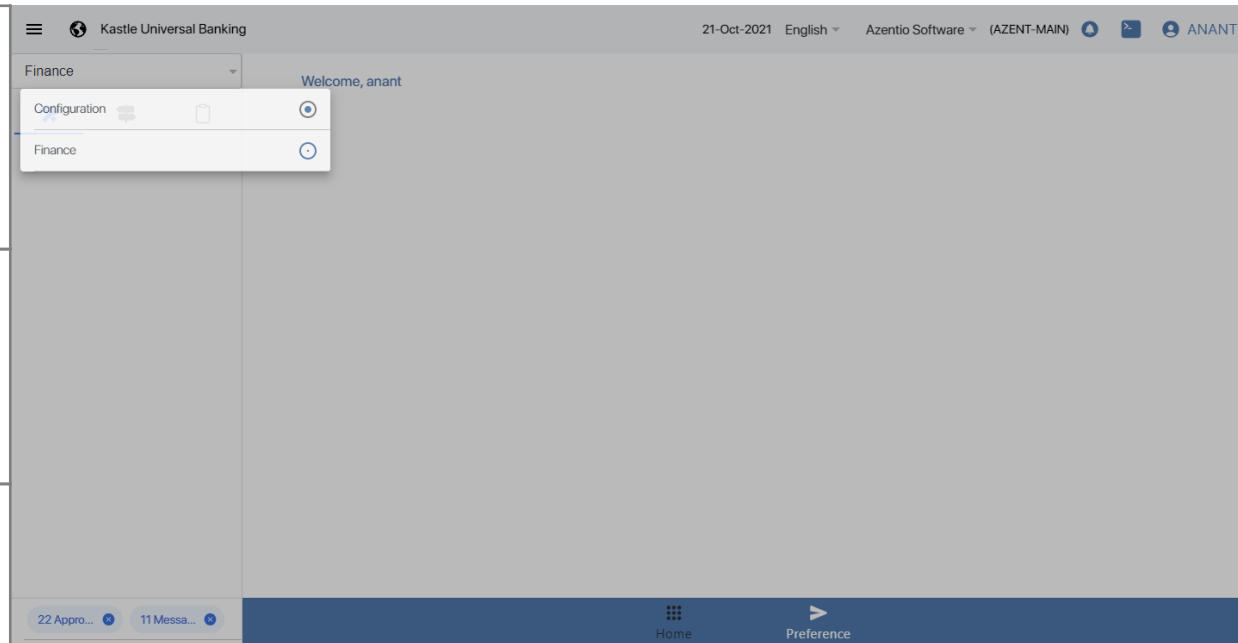 Kastle Universal Banking
21-Oct-2021 English Azentio Software (AZENT-MAIN) ANANT
Finance
Welcome, anant
Configuration
Finance
22 Appro... 11 Messa...
Home
Preference